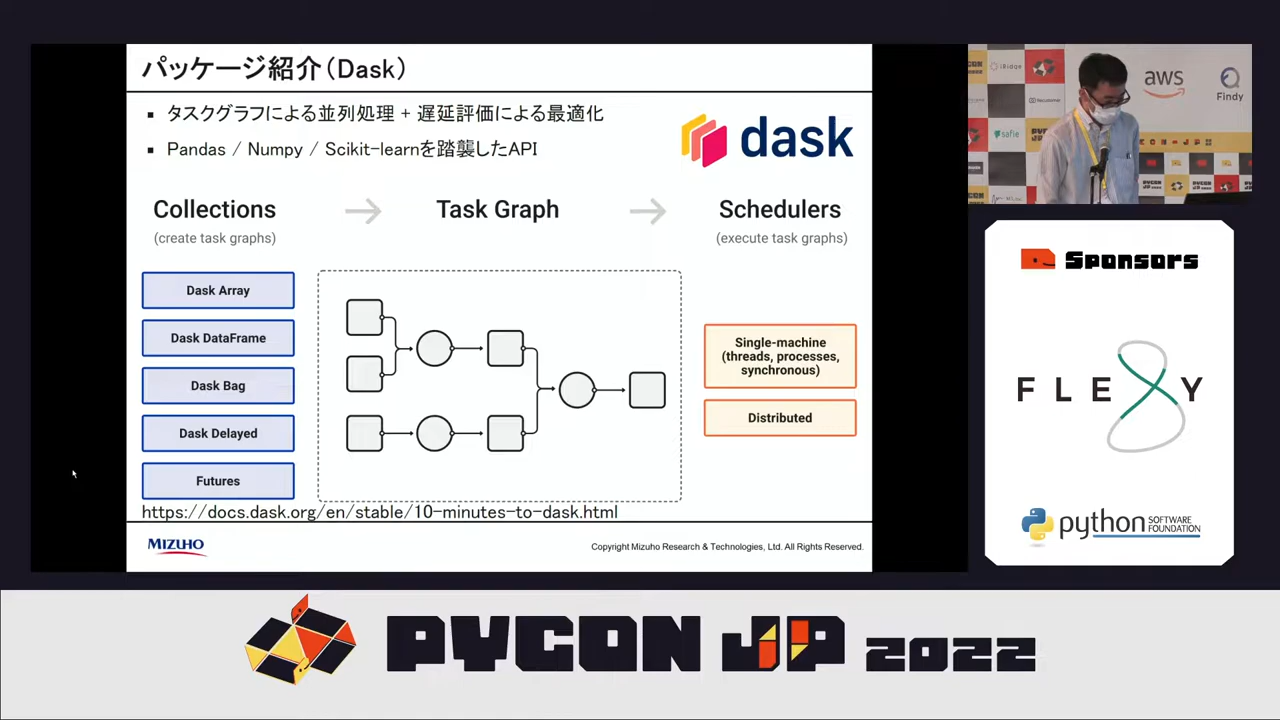 パッケージ紹介（Dask）
▪ タスクグラフによる並列処理 + 遅延評価による最適化
▪ Pandas / Numpy / Scikit-learnを踏襲したAPI
dask
Collections
(create task graphs)
Task Graph
Schedulers
(execute task graphs)
Dask Array
Dask DataFrame
Dask Bag
Dask Delayed
Futures
Single-machine
(threads, processes,
synchronous)
Distributed
https://docs.dask.org/en/stable/10-minutes-to-dask.html
MIZUHO
Copyright Mizuho Research & Technologies, Ltd. All Rights Reserved.
aws
Findy
iRidge
safie
Sponsors
FLEXY
python
SOFTWARE
FOUNDATION
PYCON JP 2022